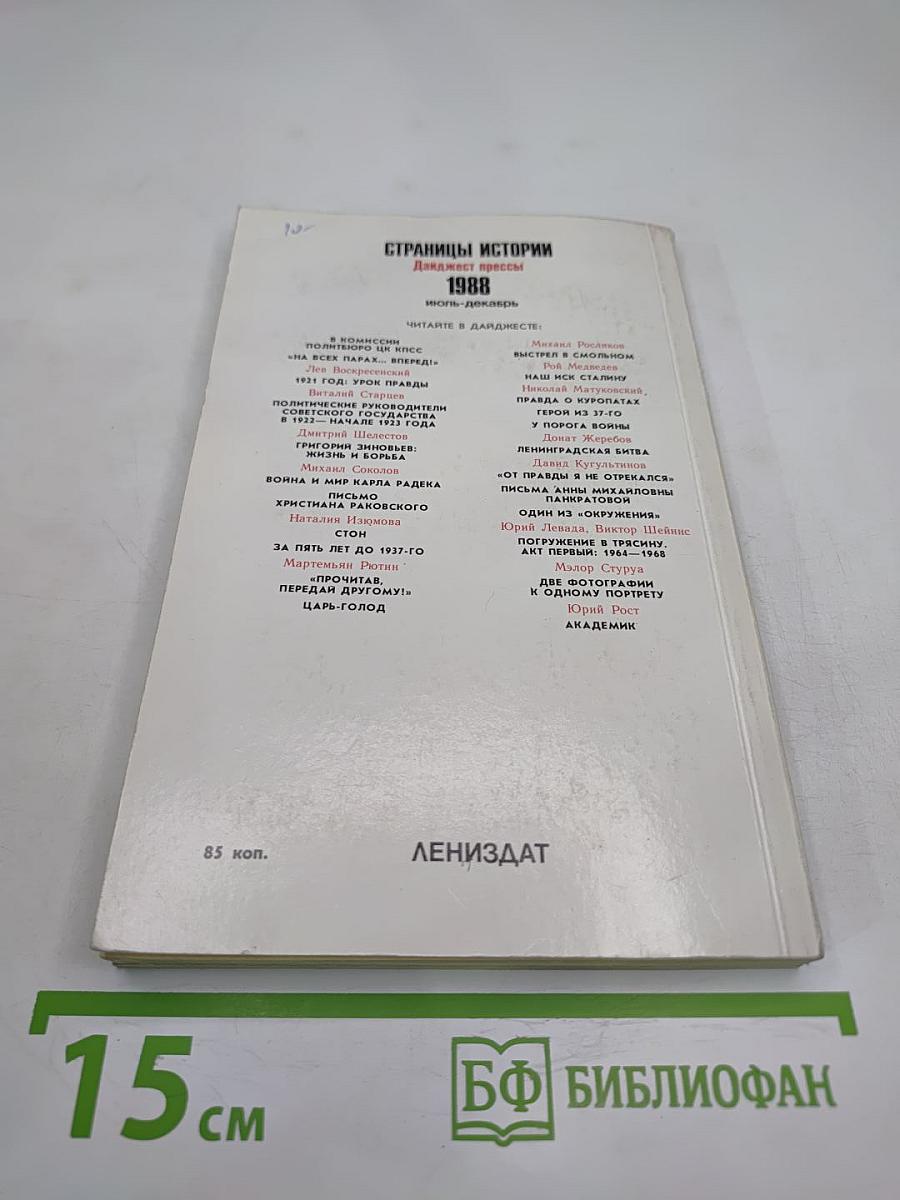 СТРАНИЦЫ ИСТОРИИ
Дайджест прессы
1988
июль-декабрь
ЧИТАЙТЕ В ДАЙДЖЕСТЕ:
В КОМИССИИ
ПОЛИТБЮРО ЦК КПСС
«НА ВСЕХ ПАРАХ... ВПЕРЕД!»
Лев Воскресенский
1921 ГОД: УРОК ПРАВДЫ
Виталий Старцев
ПОЛИТИЧЕСКИЕ РУКОВОДИТЕЛИ
СОВЕТСКОГО ГОСУДАРСТВА
В 1922— НАЧАЛЕ 1923 ГОДА
Дмитрий Шелестов
ГРИГОРИЙ ЗИНОВЬЕВ:
ЖИЗНЬ И БОРЬБА
Михаил Соколов
ВОЙНА И МИР КАРЛА РАДЕКА
ПИСЬМО
ХРИСТИАНА РАКОВСКОГО
Наталия Изюмова
СТОН
ЗА ПЯТЬ ЛЕТ ДО 1937-ГО
Мартемьян Рютин
«ПРОЧИТАВ,
ПЕРЕДАЙ ДРУГОМУ!»
ЦАРЬ-ГОЛОД
Михаил Росляков
ВЫСТРЕЛ В СМОЛЬНОМ
Рой Медведев
НАШ ИСК СТАЛИНУ
Николай Матуковский
ПРАВДА О КУРОПАТАХ
ГЕРОЙ ИЗ 37-ГО
У ПОРОГА ВОЙНЫ
Донат Жеребов
ЛЕНИНГРАДСКАЯ БИТВА
Давид Кугультинов
«ОТ ПРАВДЫ Я НЕ ОТРЕКАЛСЯ»
ПИСЬМА АННЫ МИХАЙЛОВНЫ
ПАНКРАТОВОЙ
ОДИН ИЗ «ОКРУЖЕНИЯ»
Юрий Левада, Виктор Шейнис
ПОГРУЖЕНИЕ В ТРЯСИНУ.
АКТ ПЕРВЫЙ: 1964—1968
Мэлор Стуруа
ДВЕ ФОТОГРАФИИ
К ОДНОМУ ПОРТРЕТУ
Юрий Рост
АКАДЕМИК
85 коп.
ЛЕНИЗДАТ
15 см
БФ БИБЛИОФАН